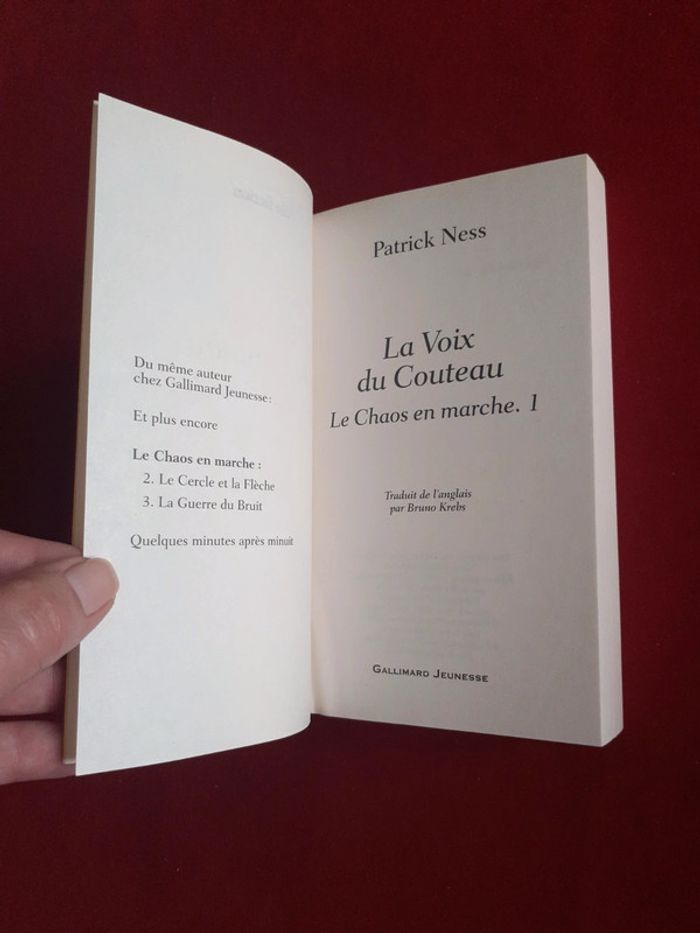 Du même auteur
chez Gallimard Jeunesse :
Et plus encore
Le Chaos en marche :
2. Le Cercle et la Flèche
3. La Guerre du Bruit
Quelques minutes après minuit
Patrick Ness
La Voix
du Couteau
Le Chaos en marche. 1
Traduit de l'anglais
par Bruno Krebs
GALLIMARD JEUNESSE